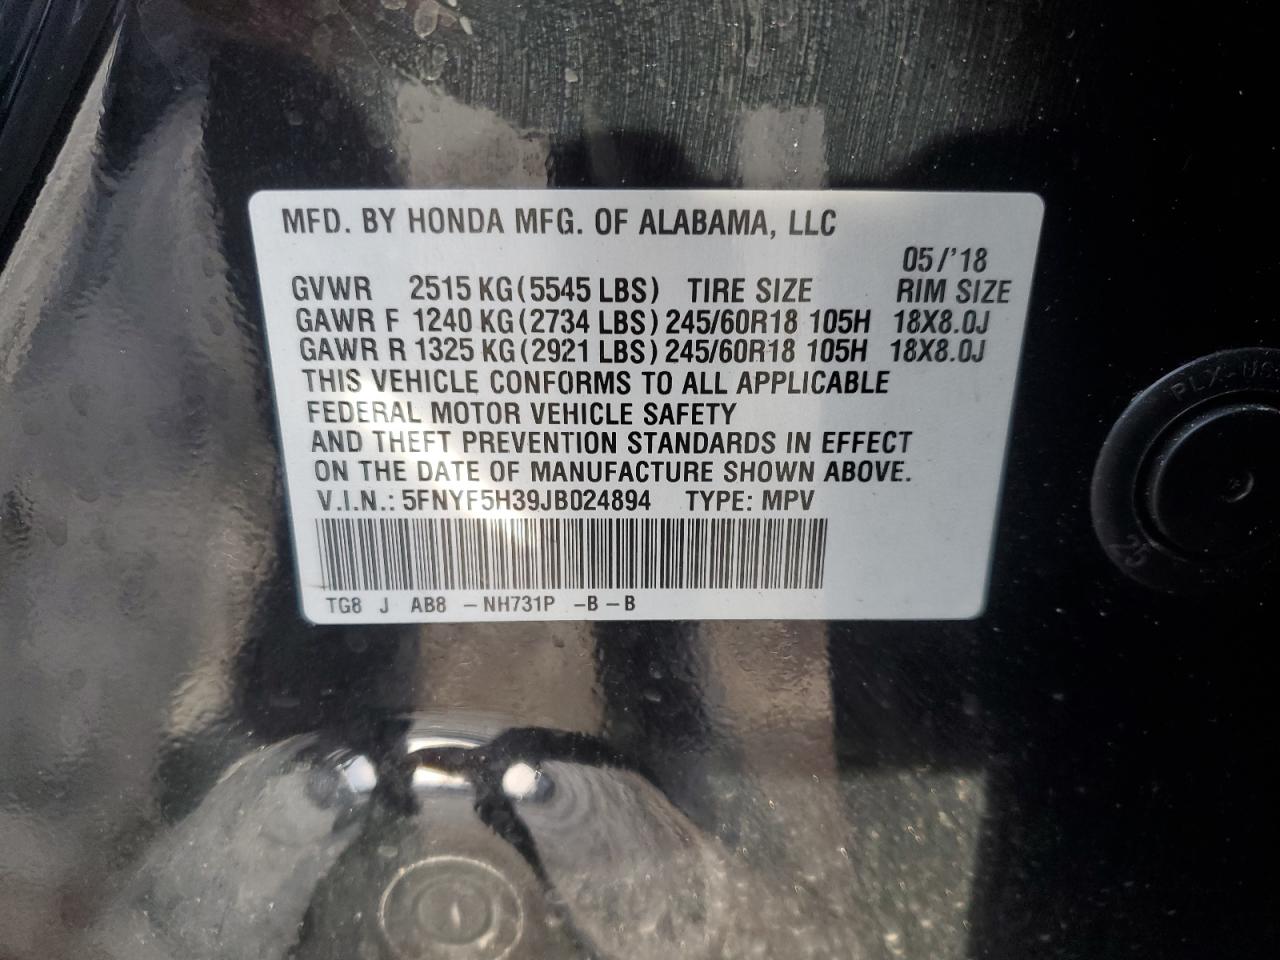 MFD. BY HONDA MFG. OF ALABAMA, LLC
05/'18
GVWR 2515 KG (5545 LBS) TIRE SIZE RIM SIZE
GAWR F 1240 KG (2734 LBS) 245/60R18 105H 18X8.0J
GAWR R 1325 KG (2921 LBS) 245/60R18 105H 18X8.0J
THIS VEHICLE CONFORMS TO ALL APPLICABLE
FEDERAL MOTOR VEHICLE SAFETY
AND THEFT PREVENTION STANDARDS IN EFFECT
ON THE DATE OF MANUFACTURE SHOWN ABOVE.
V.I.N.: 5FNYF5H39JB024894 TYPE: MPV
TG8 J AB8 -NH731P -B-B
25